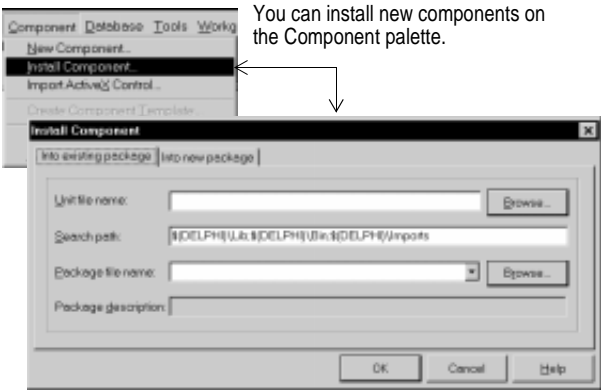 Component Database Tools Workg
You can install new components on
the Component palette.
New Component...
Install Component...
Import ActiveX Control...
Create Component Template...
Install Component
Into existing package Into new package
Unit file name: Browse...
Search path: $(DELPHI)\Lib;$(DELPHI)\Bin;$(DELPHI)\Imports
Package file name: Browse...
Package description:
OK Cancel Help